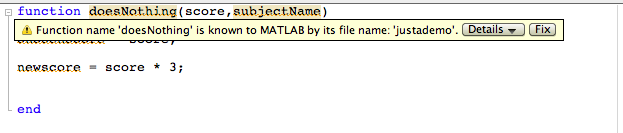 function doesNothing(score,subjectName)
Function name 'doesNothing' is known to MATLAB by its file name: 'justademo'. Details Fix
newscore = score * 3;
end